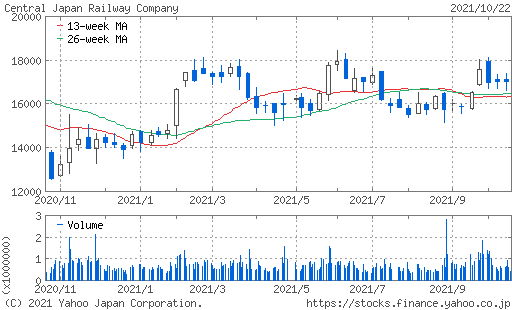 Central Japan Railway Company 2021/10/22
20000
13-week MA
26-week MA
18000
16000
14000
12000
2020/11 2021/1 2021/3 2021/5 2021/7 2021/9
3
Volume
2
1
0
(x1000000)
2020/11 2021/1 2021/3 2021/5 2021/7 2021/9
(C) 2021 Yahoo Japan Corporation. https://stocks.finance.yahoo.co.jp